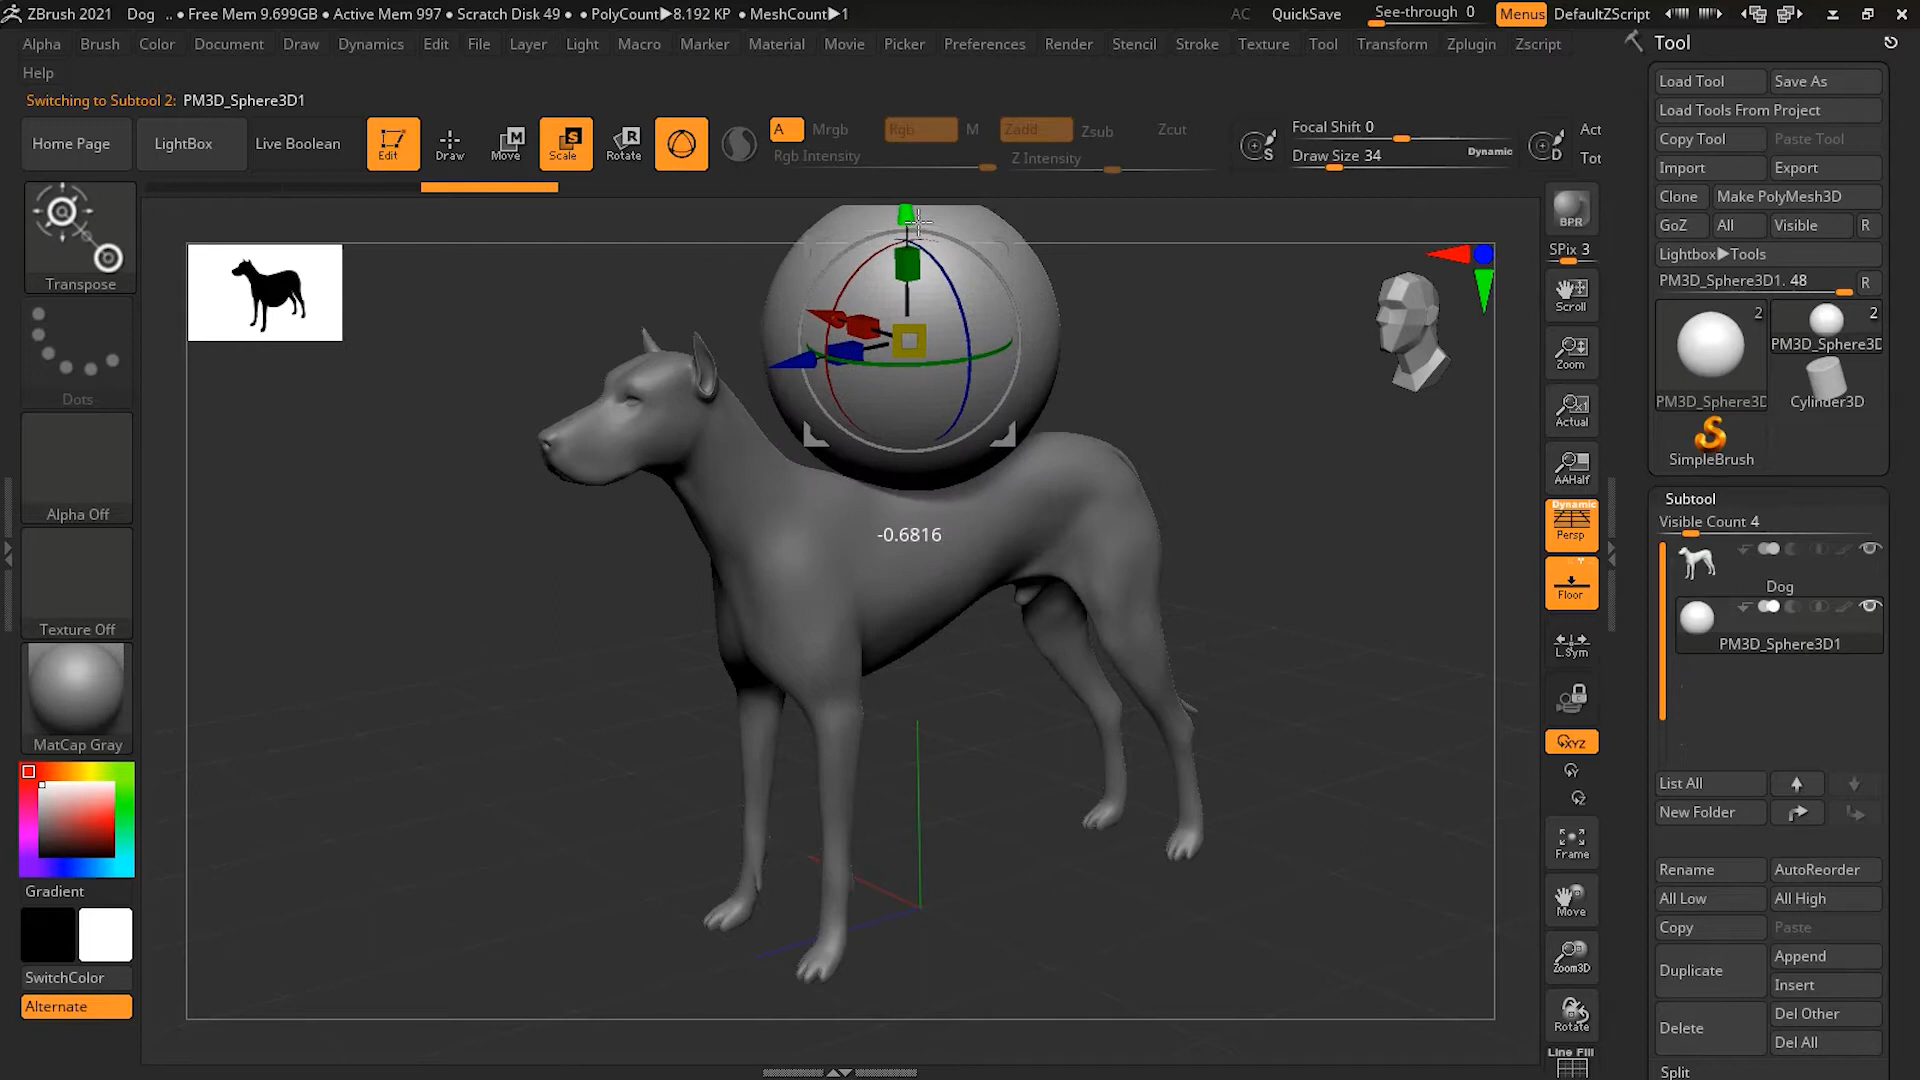 ZBrush 2021 Dog .. • Free Mem 9.699GB • Active Mem 997 • Scratch Disk 49 • • PolyCount▶8.192 KP • MeshCount▶1
AC QuickSave See-through 0 Menus DefaultZScript
Alpha Brush Color Document Draw Dynamics Edit File Layer Light Macro Marker Material Movie Picker Preferences Render Stencil Stroke Texture Tool Transform Zplugin Zscript
Help
Tool
Switching to Subtool 2: PM3D_Sphere3D1
Home Page LightBox Live Boolean Edit Draw Move Scale Rotate
M S R
A Mrgb Rgb M Zadd Zsub Zcut
Rgb Intensity Z Intensity
S Focal Shift 0
Draw Size 34 Dynamic
D Act
Tot
Transpose
Dots
Alpha Off
Texture Off
MatCap Gray
Gradient
SwitchColor
Alternate
-0.6816
BPR
SPix 3
Scroll
Zoom
Actual
AAHalf
Dynamic
Persp
Floor
L.Sym
XYZ
Y
Z
Frame
Move
Zoom3D
Rotate
Line Fill
Load Tool Save As
Load Tools From Project
Copy Tool Paste Tool
Import Export
Clone Make PolyMesh3D
GoZ All Visible R
Lightbox▶Tools
PM3D_Sphere3D1. 48 R
2 2
PM3D_Sphere3D
PM3D_Sphere3D Cylinder3D
SimpleBrush
Subtool
Visible Count 4
Dog
PM3D_Sphere3D1
List All
New Folder
Rename AutoReorder
All Low All High
Copy Paste
Duplicate Append
Insert
Delete Del Other
Del All
Split